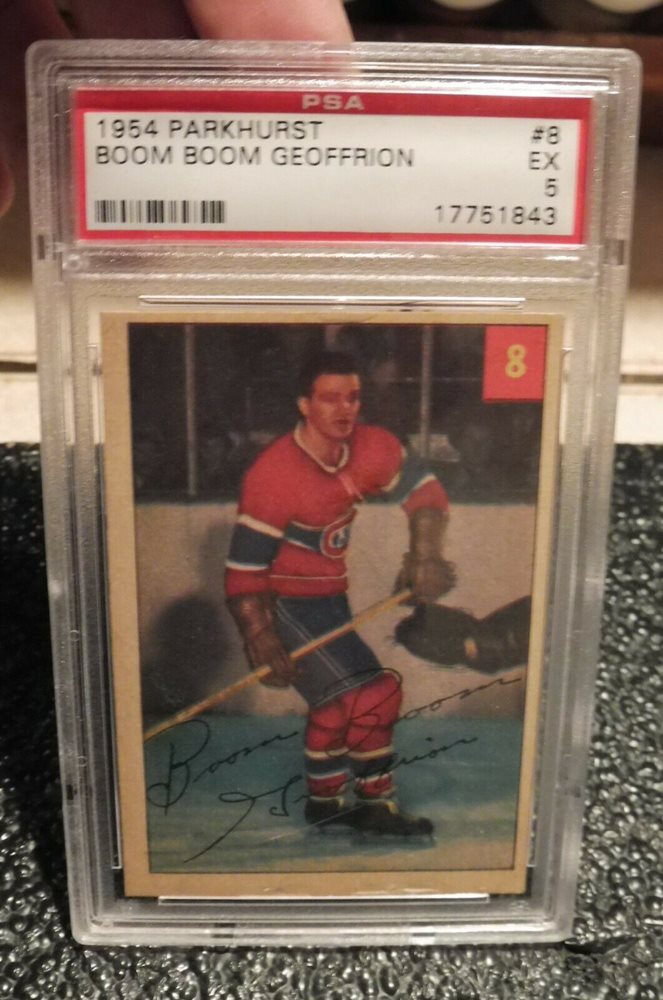 PSA
1954 PARKHURST #8
BOOM BOOM GEOFFRION EX
5
17751843
8
Boom Boom
Geoffrion